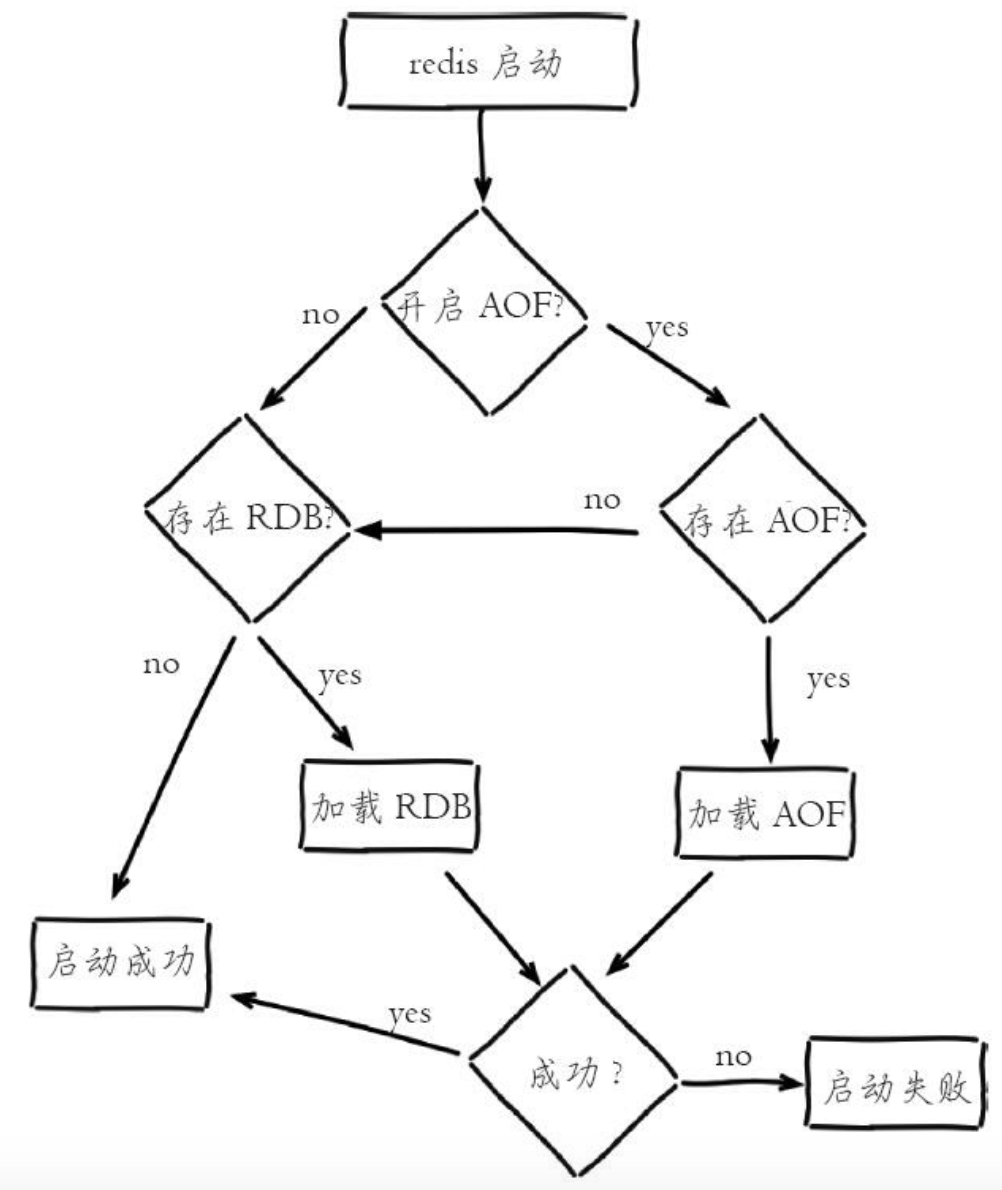 redis 启动
开启 AOF?
no
yes
存在 RDB?
no
存在 AOF?
no
yes
yes
加载 RDB
加载 AOF
启动成功
yes
成功？
no
启动失败